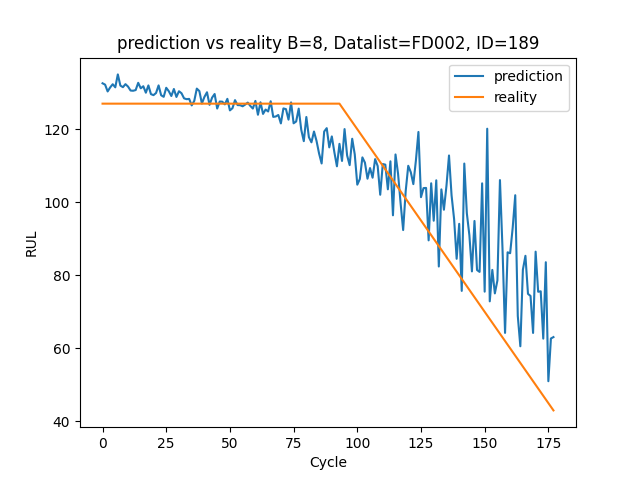 prediction vs reality B=8, Datalist=FD002, ID=189
prediction
reality
RUL
120
100
80
60
40
0
25
50
75
100
125
150
175
Cycle